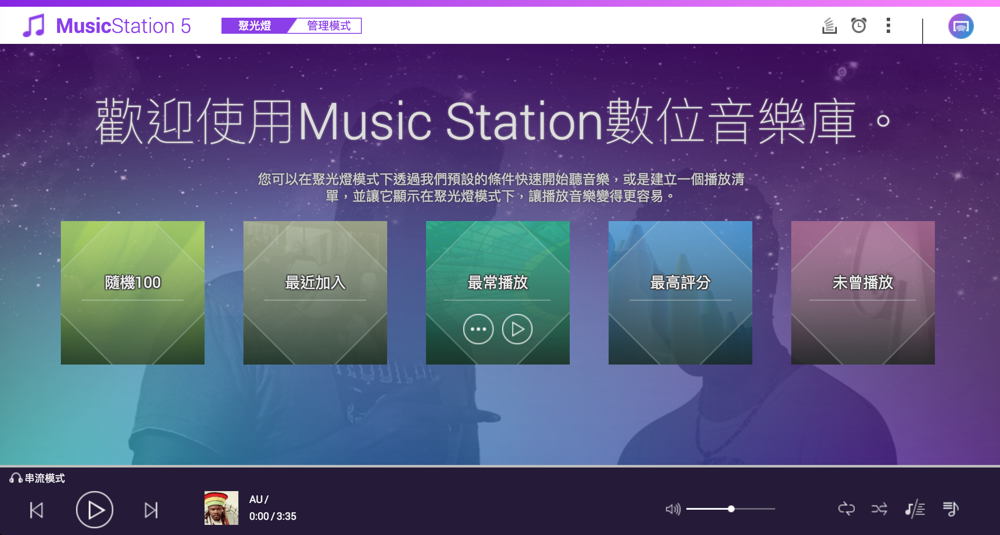 MusicStation 5
聚光燈
管理模式
歡迎使用Music Station數位音樂庫。
您可以在聚光燈模式下透過我們預設的條件快速開始聽音樂，或是建立一個播放清
單，並讓它顯示在聚光燈模式下，讓播放音樂變得更容易。
隨機100
最近加入
最常播放
最高評分
未曾播放
串流模式
AU /
0:00 / 3:35